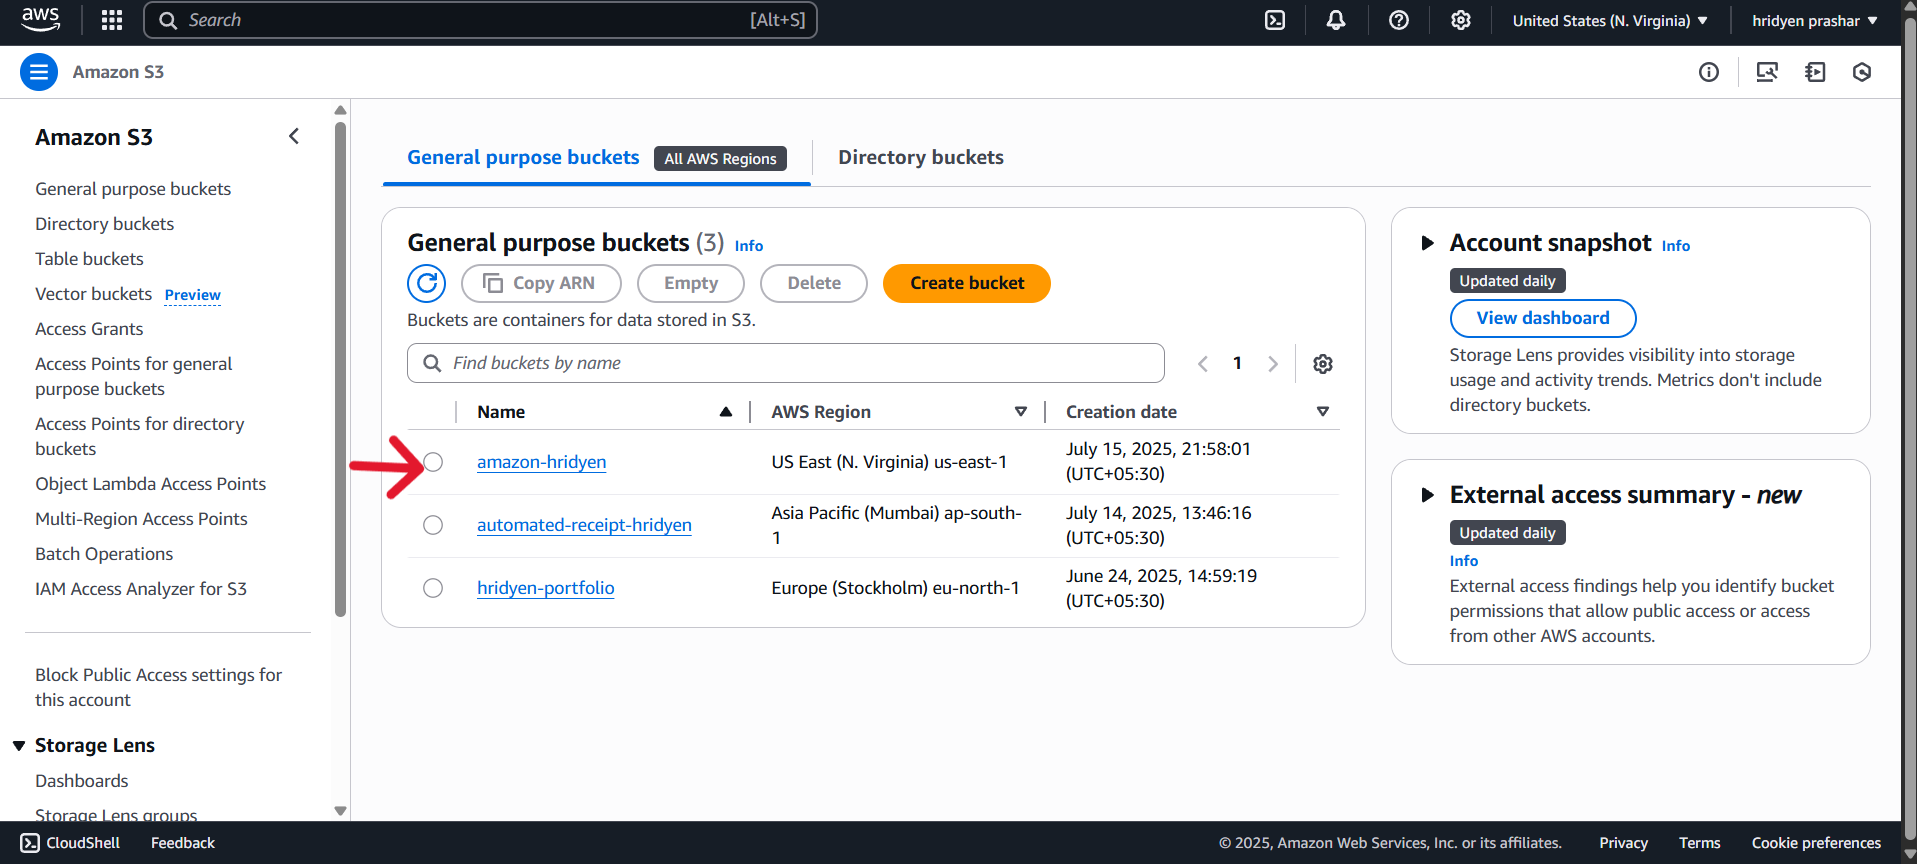 aws
Search
[Alt+S]
United States (N. Virginia)
hridyen prashar
Amazon S3
Amazon S3
General purpose buckets
Directory buckets
Table buckets
Vector buckets Preview
Access Grants
Access Points for general
purpose buckets
Access Points for directory
buckets
Object Lambda Access Points
Multi-Region Access Points
Batch Operations
IAM Access Analyzer for S3
Block Public Access settings for
this account
Storage Lens
Dashboards
Storage Lens groups
General purpose buckets All AWS Regions
Directory buckets
General purpose buckets (3) Info
Copy ARN
Empty
Delete
Create bucket
Buckets are containers for data stored in S3.
Find buckets by name
1
Name
AWS Region
Creation date
amazon-hridyen
US East (N. Virginia) us-east-1
July 15, 2025, 21:58:01
(UTC+05:30)
automated-receipt-hridyen
Asia Pacific (Mumbai) ap-south-
1
July 14, 2025, 13:46:16
(UTC+05:30)
hridyen-portfolio
Europe (Stockholm) eu-north-1
June 24, 2025, 14:59:19
(UTC+05:30)
Account snapshot Info
Updated daily
View dashboard
Storage Lens provides visibility into storage
usage and activity trends. Metrics don't include
directory buckets.
External access summary - new
Updated daily
Info
External access findings help you identify bucket
permissions that allow public access or access
from other AWS accounts.
CloudShell
Feedback
© 2025, Amazon Web Services, Inc. or its affiliates.
Privacy
Terms
Cookie preferences